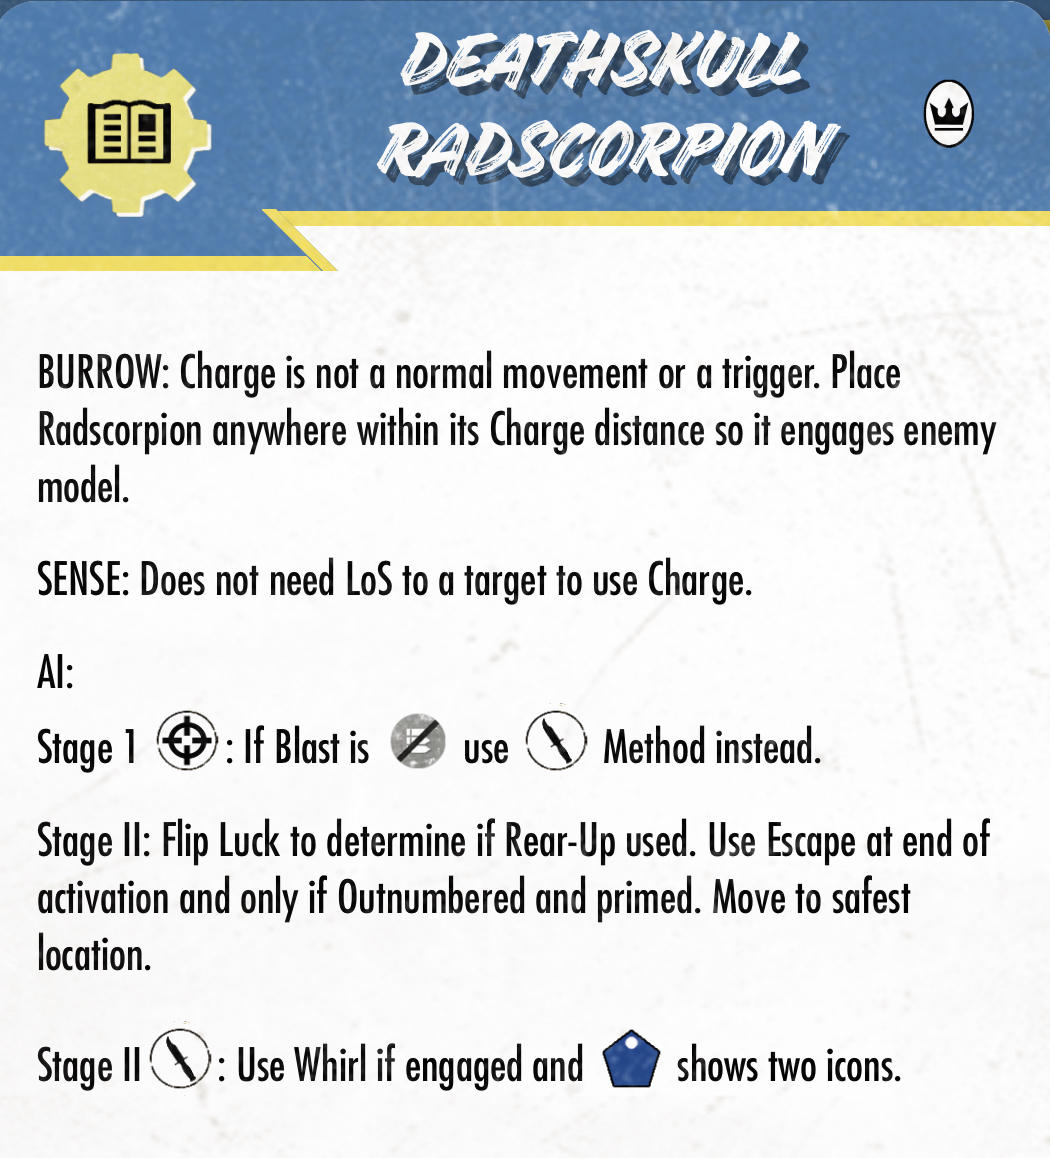 DEATHSKULL
RADSCORPION
BURROW: Charge is not a normal movement or a trigger. Place
Radscorpion anywhere within its Charge distance so it engages enemy
model.
SENSE: Does not need LoS to a target to use Charge.
AI:
Stage 1 : If Blast is use Method instead.
Stage II: Flip Luck to determine if Rear-Up used. Use Escape at end of
activation and only if Outnumbered and primed. Move to safest
location.
Stage II : Use Whirl if engaged and shows two icons.